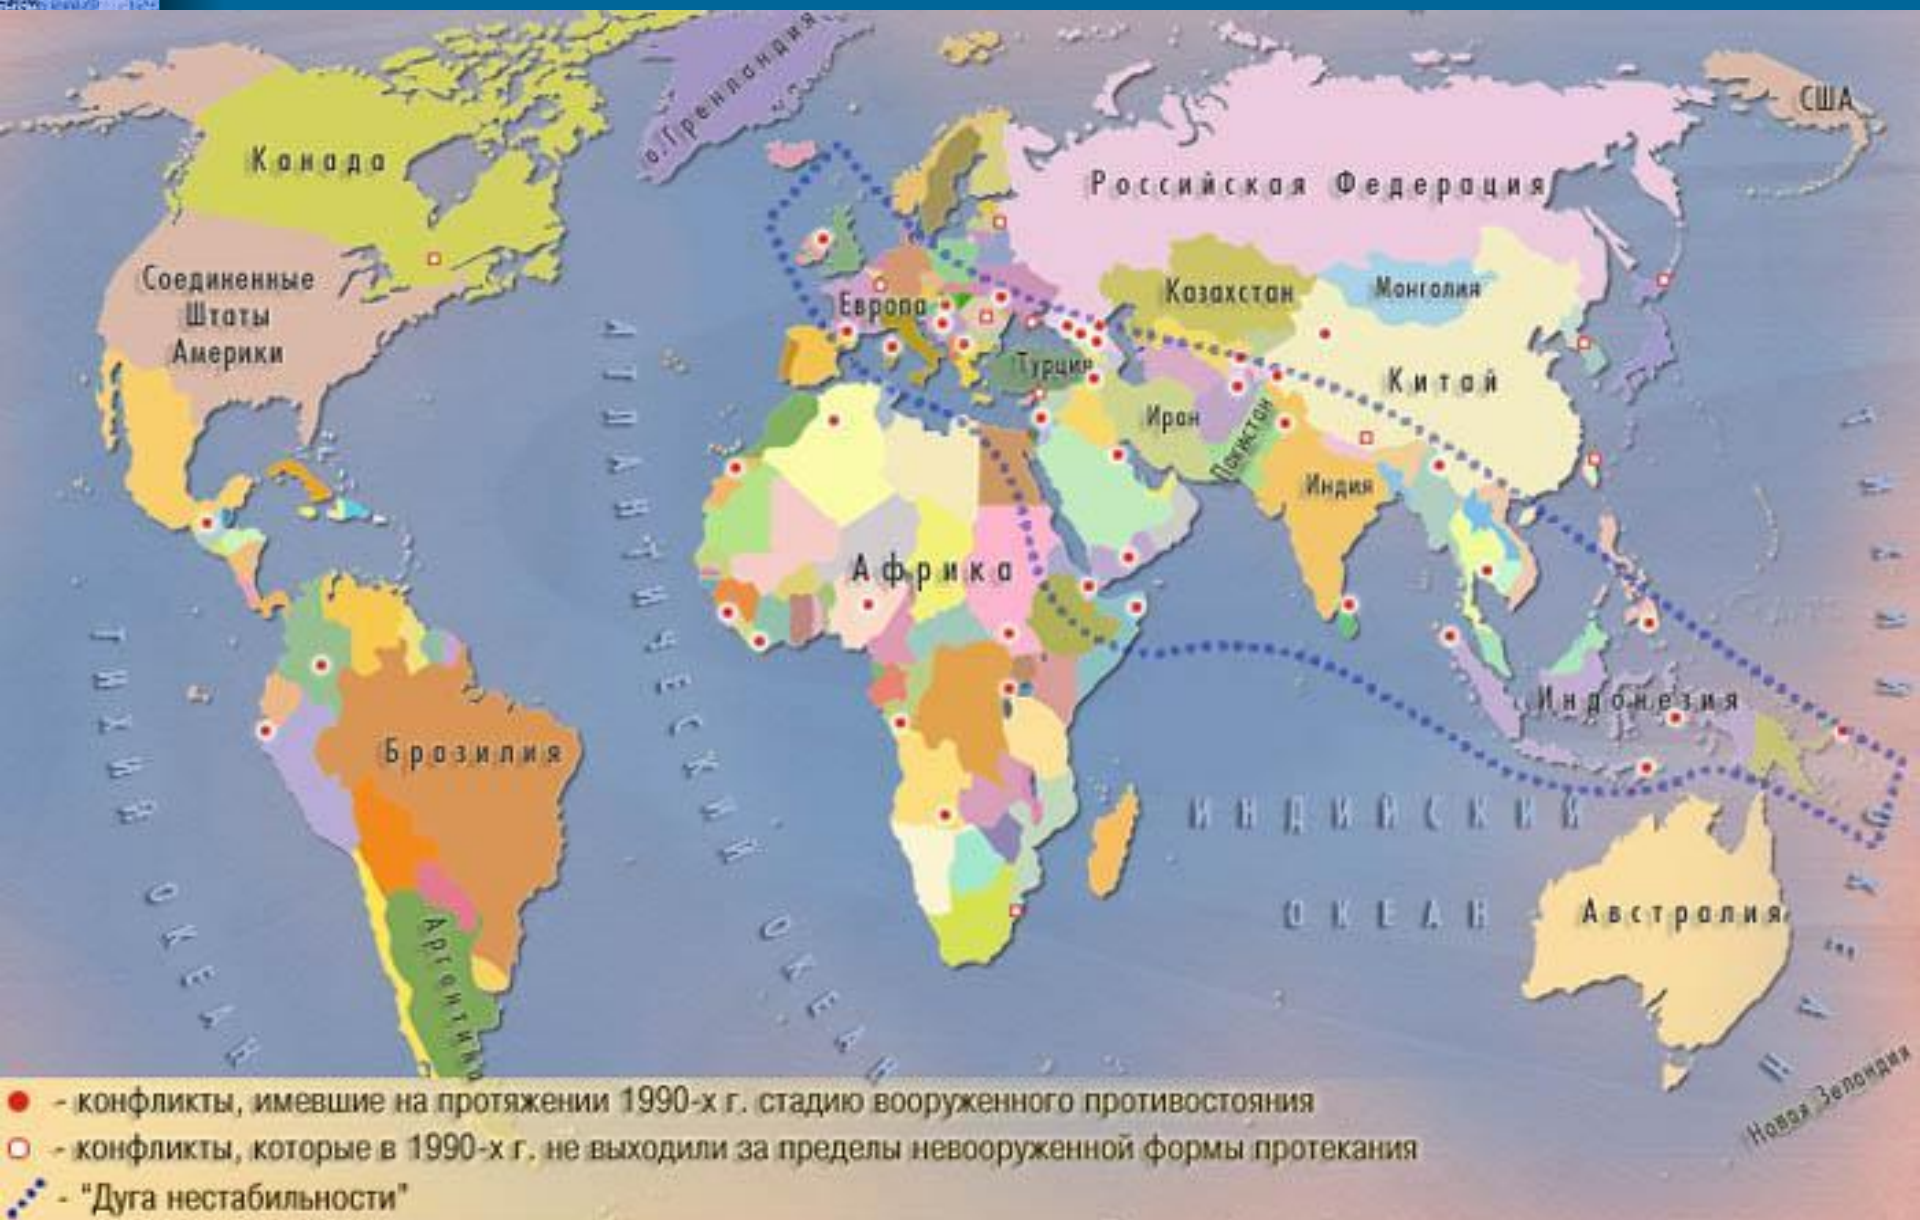 о. Гренландия
США
Канада
Российская Федерация
Соединенные
Штаты
Америки
Европа
Казахстан
Монголия
Турция
Китай
Иран
Пакистан
Индия
Африка
Индонезия
Бразилия
Аргентина
Австралия
Новая Зеландия
АТЛАНТИЧЕСКИЙ ОКЕАН
ТИХИЙ ОКЕАН
ИНДИЙСКИЙ
ОКЕАН
- конфликты, имевшие на протяжении 1990-х г. стадию вооруженного противостояния
- конфликты, которые в 1990-х г. не выходили за пределы невооруженной формы протекания
- "Дуга нестабильности"